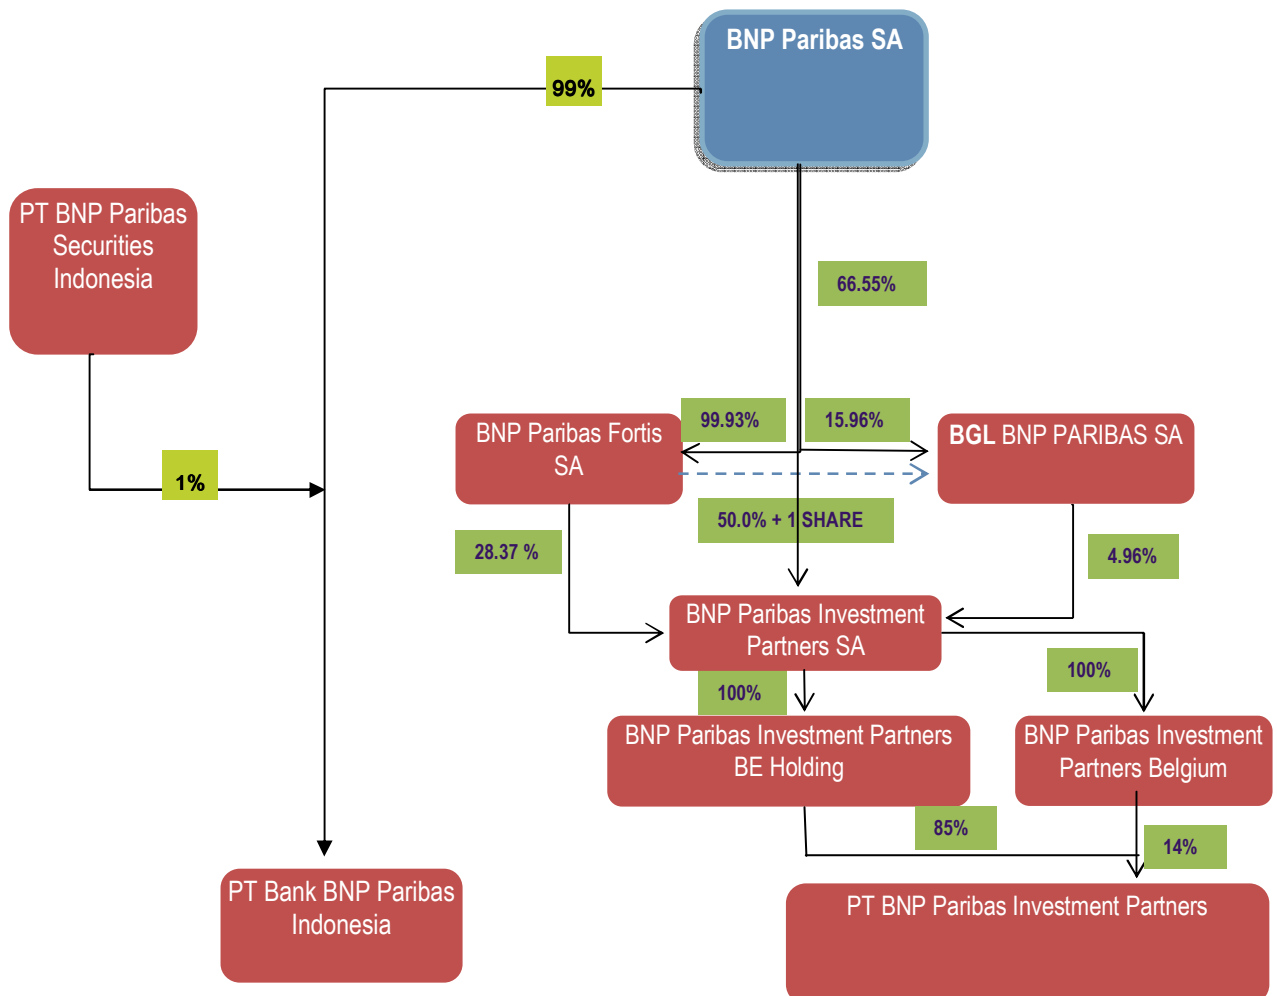 BNP Paribas SA
99%
PT BNP Paribas
Securities
Indonesia
66.55%
99.93%
15.96%
BNP Paribas Fortis
SA
BGL BNP PARIBAS SA
1%
50.0% + 1 SHARE
28.37 %
4.96%
BNP Paribas Investment
Partners SA
100%
100%
BNP Paribas Investment Partners
BE Holding
BNP Paribas Investment
Partners Belgium
85%
14%
PT Bank BNP Paribas
Indonesia
PT BNP Paribas Investment Partners